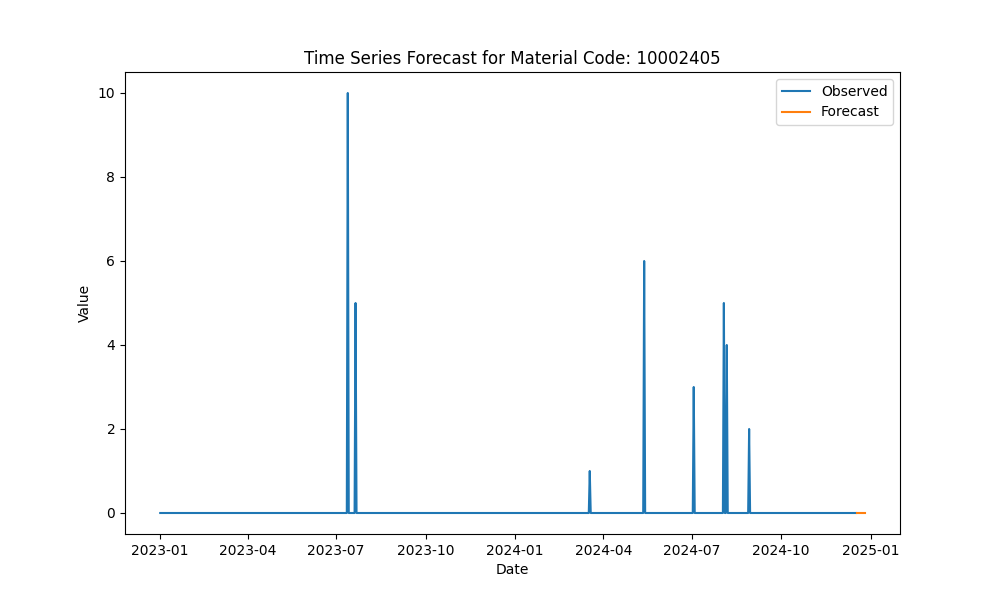 Time Series Forecast for Material Code: 10002405
Observed
Forecast
10
8
6
4
2
0
Value
2023-01 2023-04 2023-07 2023-10 2024-01 2024-04 2024-07 2024-10 2025-01
Date